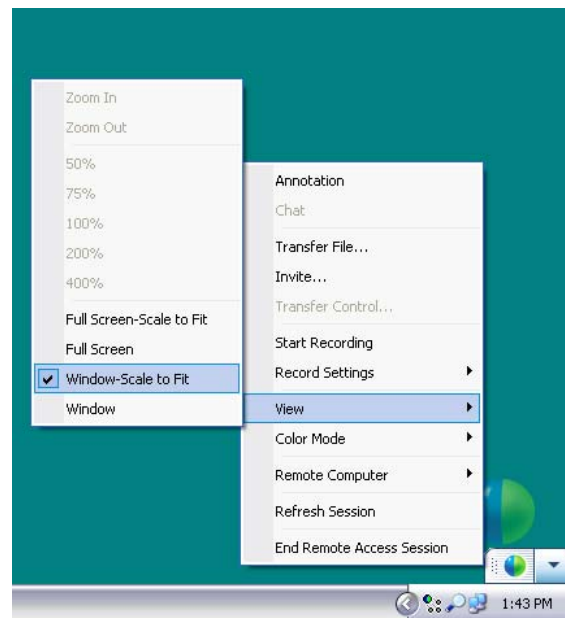 Zoom In
Zoom Out
50%
75%
100%
200%
400%
Full Screen-Scale to Fit
Full Screen
Window-Scale to Fit
Window
Annotation
Chat
Transfer File...
Invite...
Transfer Control...
Start Recording
Record Settings
View
Color Mode
Remote Computer
Refresh Session
End Remote Access Session
1:43 PM